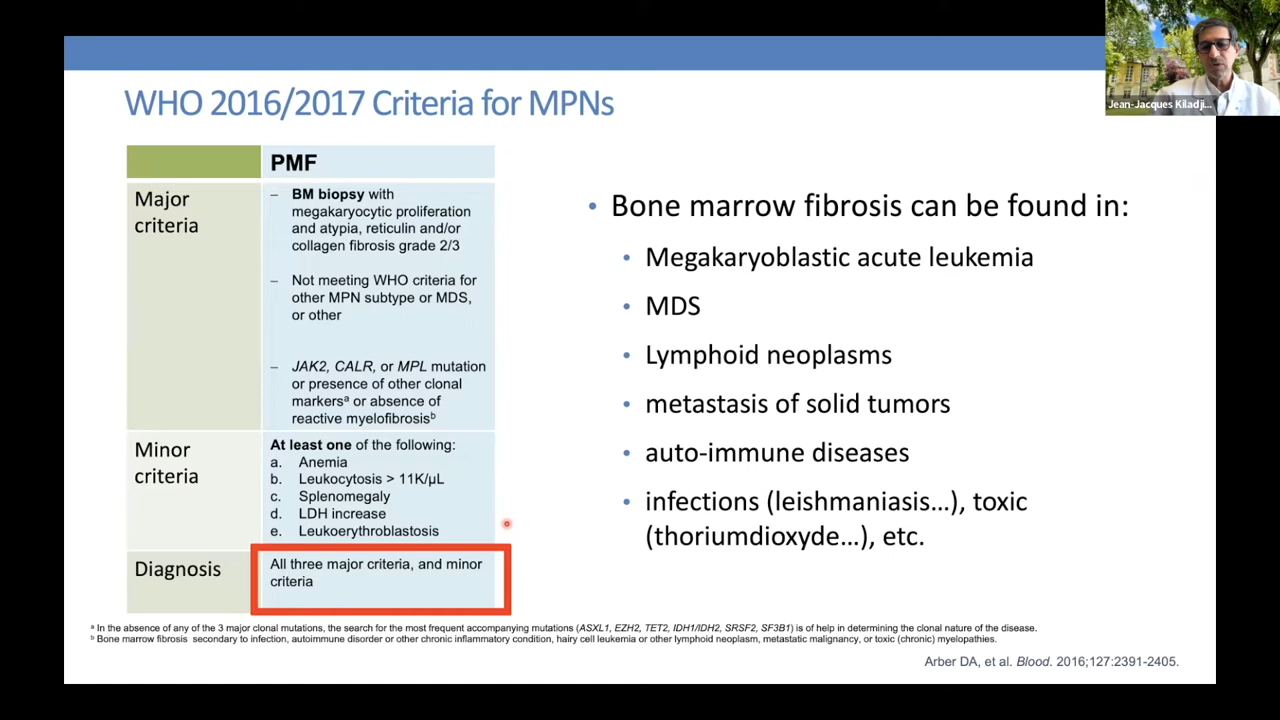 Jean-Jacques Kiladji...
WHO 2016/2017 Criteria for MPNs
PMF
Major
criteria
– BM biopsy with
megakaryocytic proliferation
and atypia, reticulin and/or
collagen fibrosis grade 2/3
– Not meeting WHO criteria for
other MPN subtype or MDS,
or other
– JAK2, CALR, or MPL mutation
or presence of other clonal
markersᵃ or absence of
reactive myelofibrosisᵇ
Minor
criteria
At least one of the following:
a. Anemia
b. Leukocytosis > 11K/µL
c. Splenomegaly
d. LDH increase
e. Leukoerythroblastosis
Diagnosis
All three major criteria, and minor
criteria
• Bone marrow fibrosis can be found in:
• Megakaryoblastic acute leukemia
• MDS
• Lymphoid neoplasms
• metastasis of solid tumors
• auto-immune diseases
• infections (leishmaniasis...), toxic
(thoriumdioxyde...), etc.
ᵃ In the absence of any of the 3 major clonal mutations, the search for the most frequent accompanying mutations (ASXL1, EZH2, TET2, IDH1/IDH2, SRSF2, SF3B1) is of help in determining the clonal nature of the disease.
ᵇ Bone marrow fibrosis secondary to infection, autoimmune disorder or other chronic inflammatory condition, hairy cell leukemia or other lymphoid neoplasm, metastatic malignancy, or toxic (chronic) myelopathies.
Arber DA, et al. Blood. 2016;127:2391-2405.